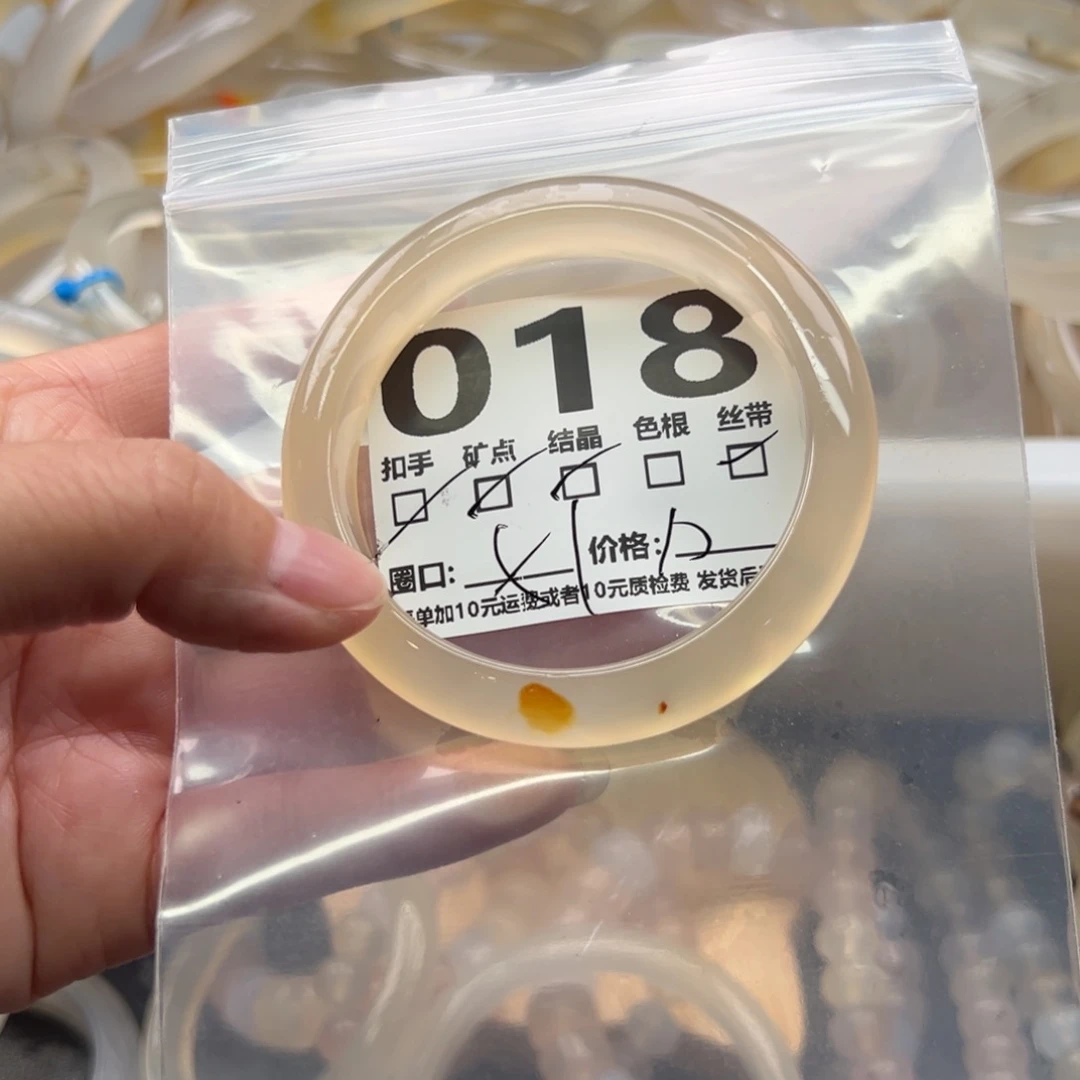 018
扣手 矿点 结晶 色根 丝带
圈口: 价格:
单加10元运费或者10元质检费 发货后